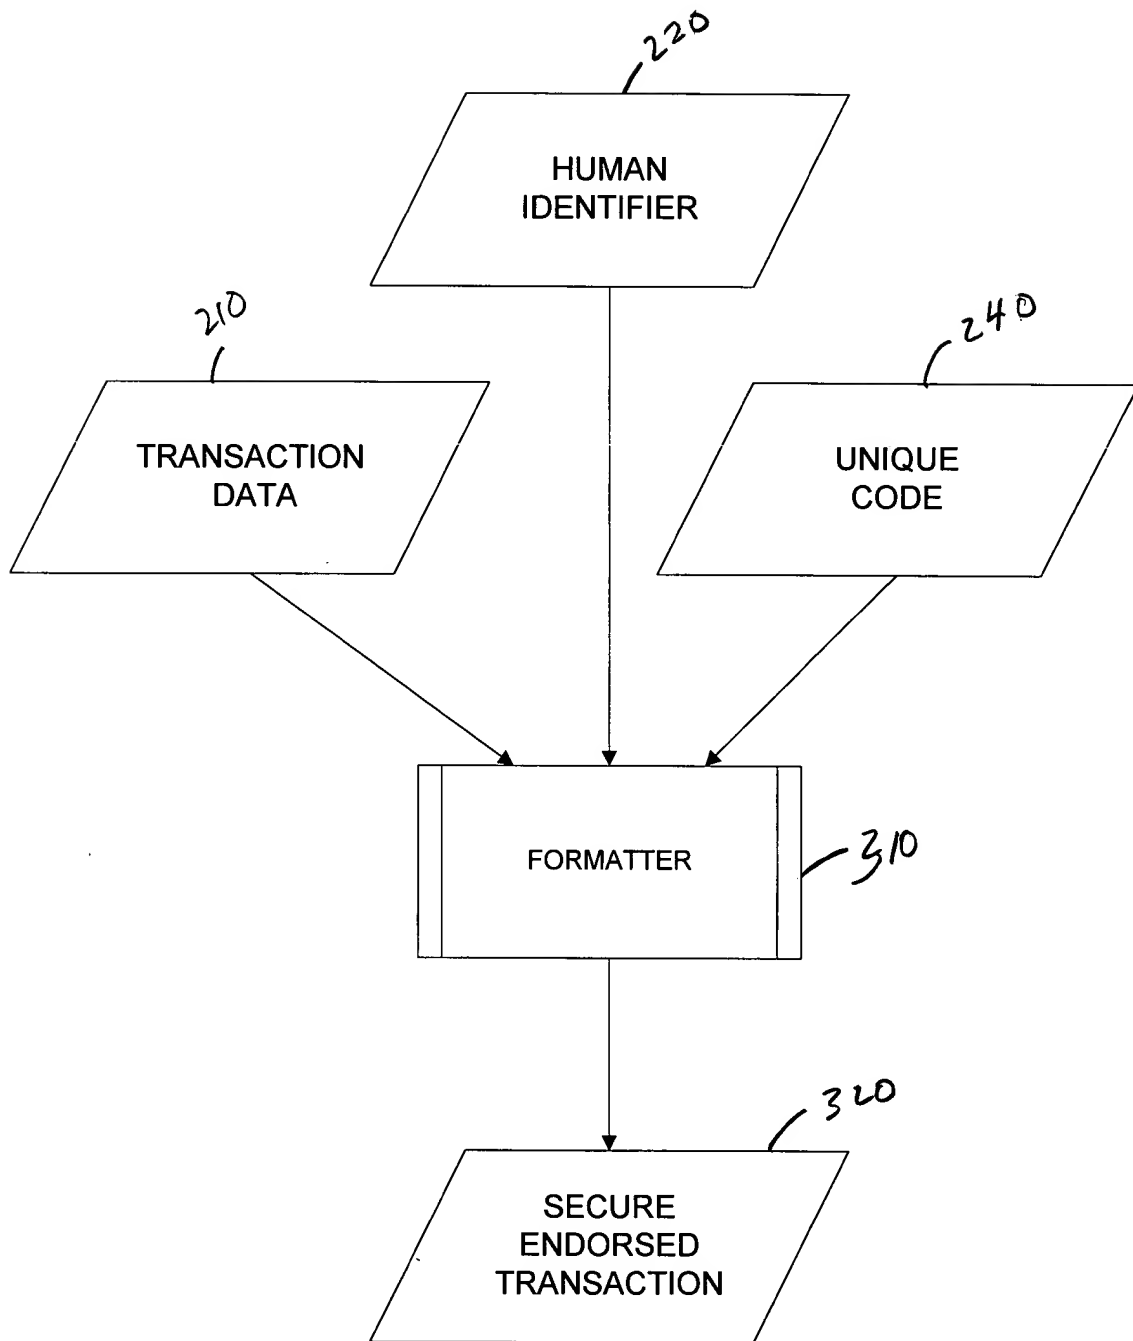 220
HUMAN
IDENTIFIER
210
TRANSACTION
DATA
240
UNIQUE
CODE
FORMATTER
310
320
SECURE
ENDORSED
TRANSACTION